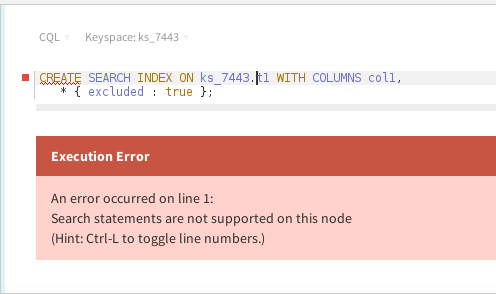 CQL Keyspace: ks_7443
CREATE SEARCH INDEX ON ks_7443.t1 WITH COLUMNS col1,
* { excluded : true };
Execution Error
An error occurred on line 1:
Search statements are not supported on this node
(Hint: Ctrl-L to toggle line numbers.)